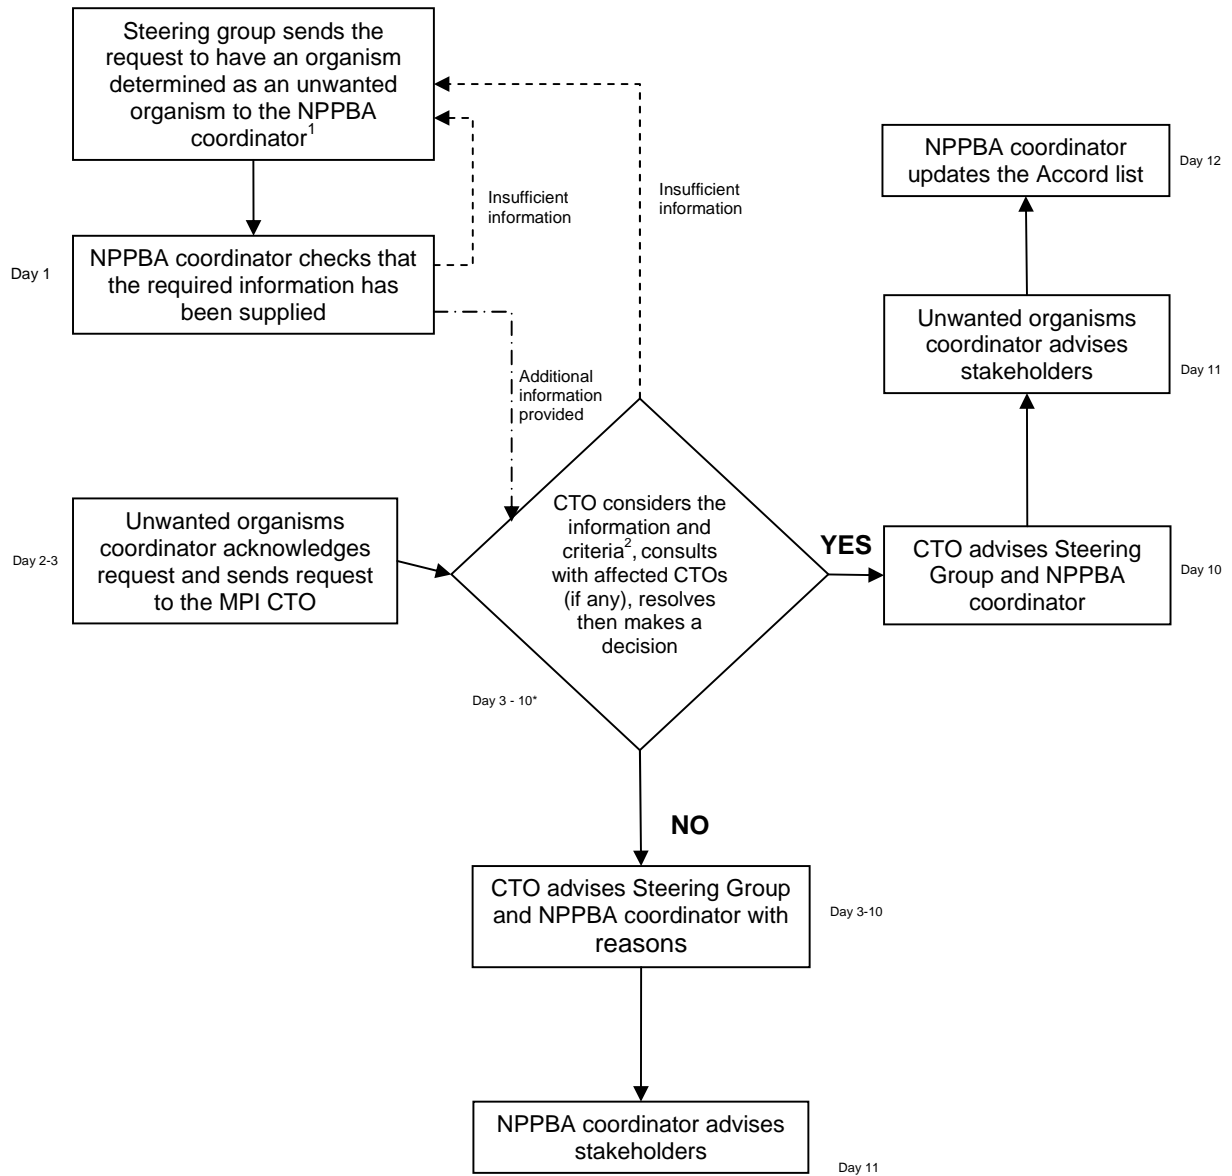 Steering group sends the
request to have an organism
determined as an unwanted
organism to the NPPBA
coordinator1
Insufficient
information
Insufficient
information
NPPBA coordinator
updates the Accord list
Day 12
Day 1
NPPBA coordinator checks that
the required information has
been supplied
Unwanted organisms
coordinator advises
stakeholders
Day 11
Additional
information
provided
Day 2-3
Unwanted organisms
coordinator acknowledges
request and sends request
to the MPI CTO
CTO considers the
information and
criteria2, consults
with affected CTOs
(if any), resolves
then makes a
decision
YES
CTO advises Steering
Group and NPPBA
coordinator
Day 10
Day 3 - 10*
NO
CTO advises Steering Group
and NPPBA coordinator with
reasons
Day 3-10
NPPBA coordinator advises
stakeholders
Day 11